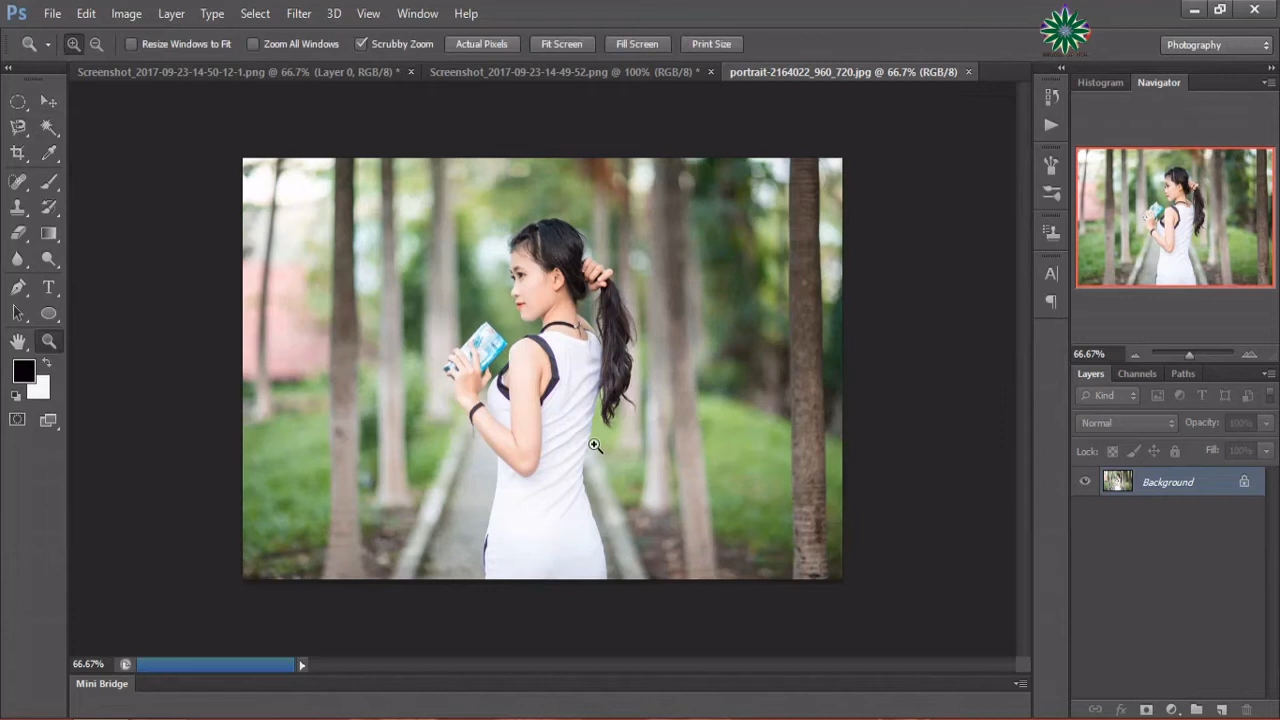 Ps File Edit Image Layer Type Select Filter 3D View Window Help
Resize Windows to Fit Zoom All Windows Scrubby Zoom Actual Pixels Fit Screen Fill Screen Print Size Photography
Screenshot_2017-09-23-14-50-12-1.png @ 66.7% (Layer 0, RGB/8) * Screenshot_2017-09-23-14-49-52.png @ 100% (RGB/8) * portrait-2164022_960_720.jpg @ 66.7% (RGB/8)
Histogram Navigator
66.67%
Layers Channels Paths
Kind
Normal Opacity: 100%
Lock: Fill: 100%
Background
66.67%
Mini Bridge